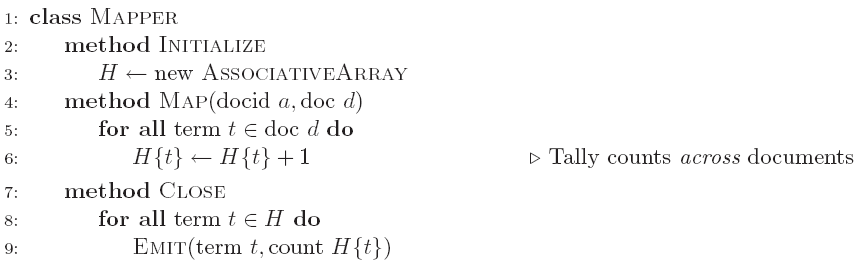 1: class Mapper
2: method Initialize
3: H ← new AssociativeArray
4: method Map(docid a, doc d)
5: for all term t ∈ doc d do
6: H{t} ← H{t} + 1 ▷ Tally counts across documents
7: method Close
8: for all term t ∈ H do
9: Emit(term t, count H{t})